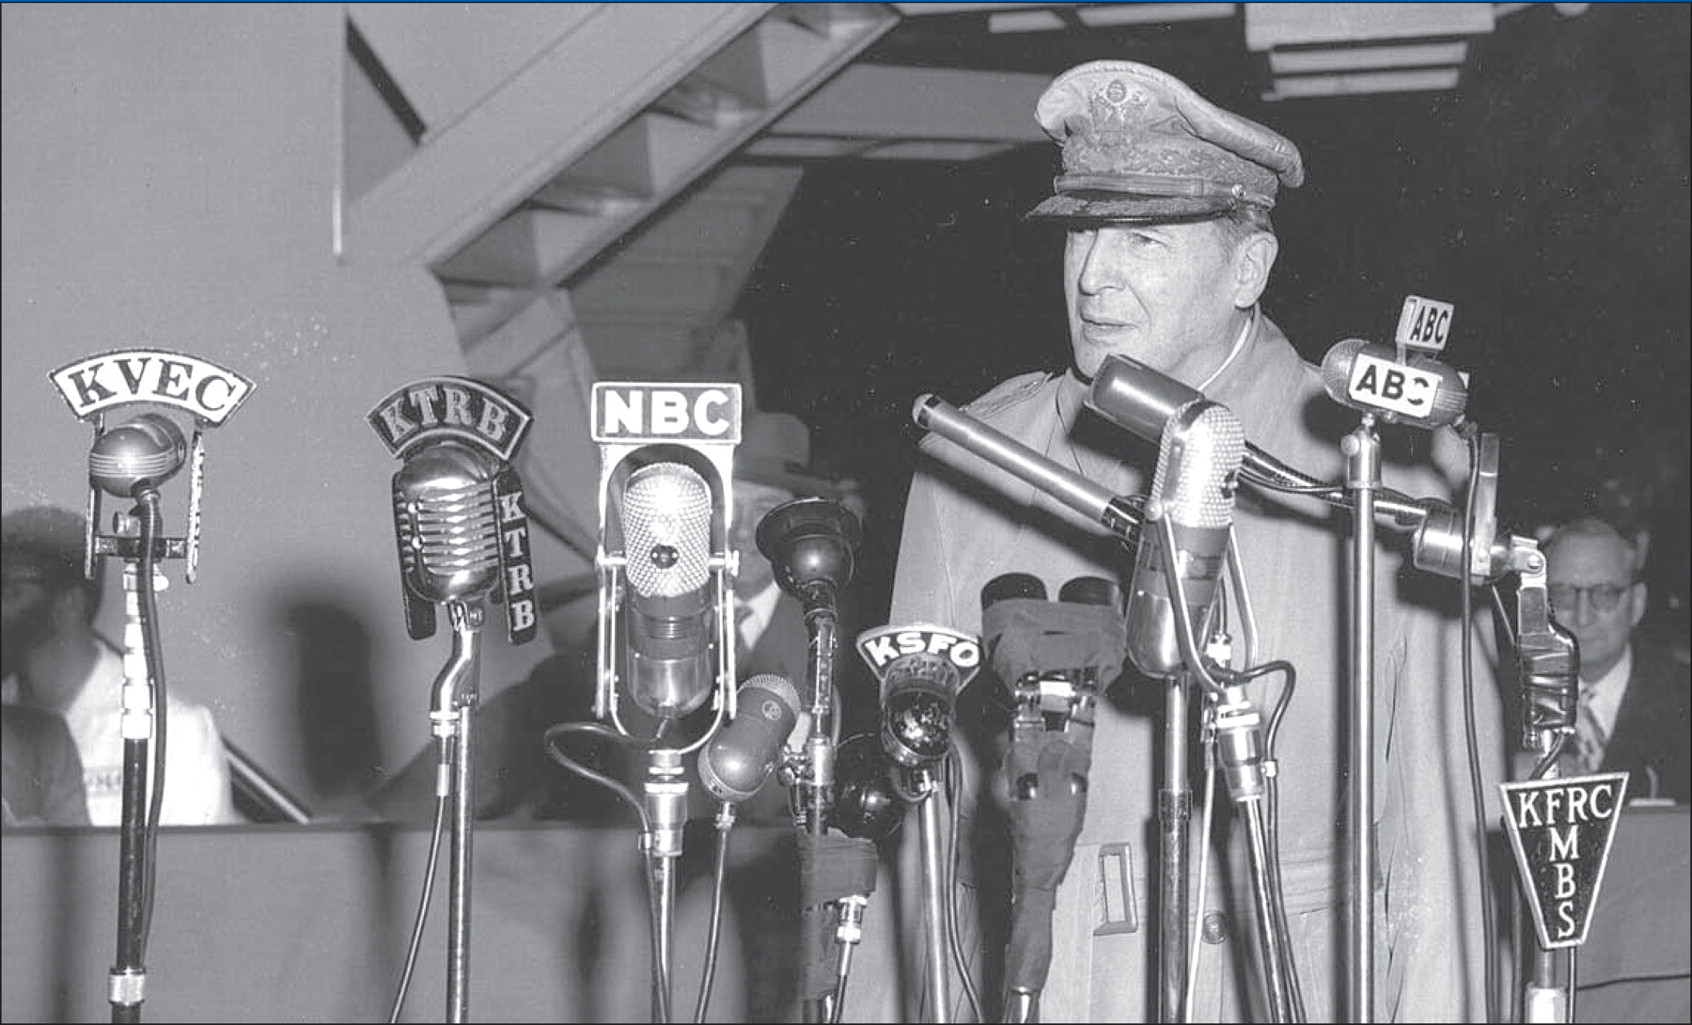 KVEC
KTRB
KTRB
NBC
KSFO
ABC
ABC
KFRC
MBS